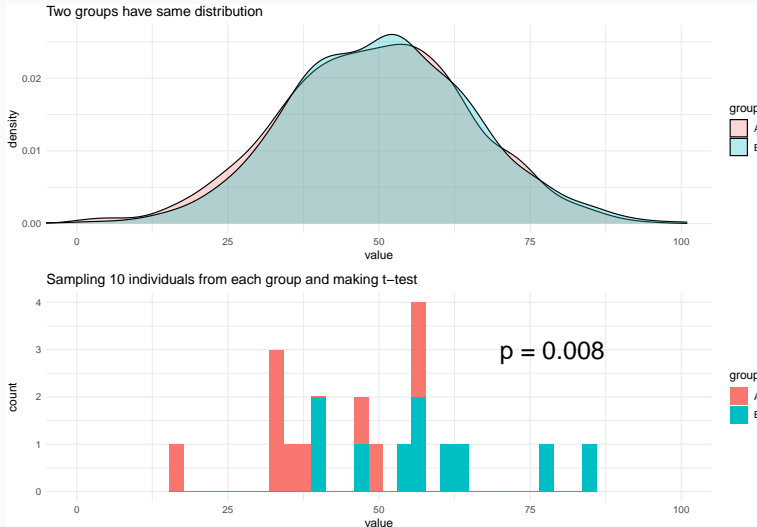 Two groups have same distribution
0.02
0.01
0.00
density
0 25 50 75 100
value
group
A
Sampling 10 individuals from each group and making t−test
4
3
2
1
0
count
p = 0.008
0 25 50 75 100
value
group